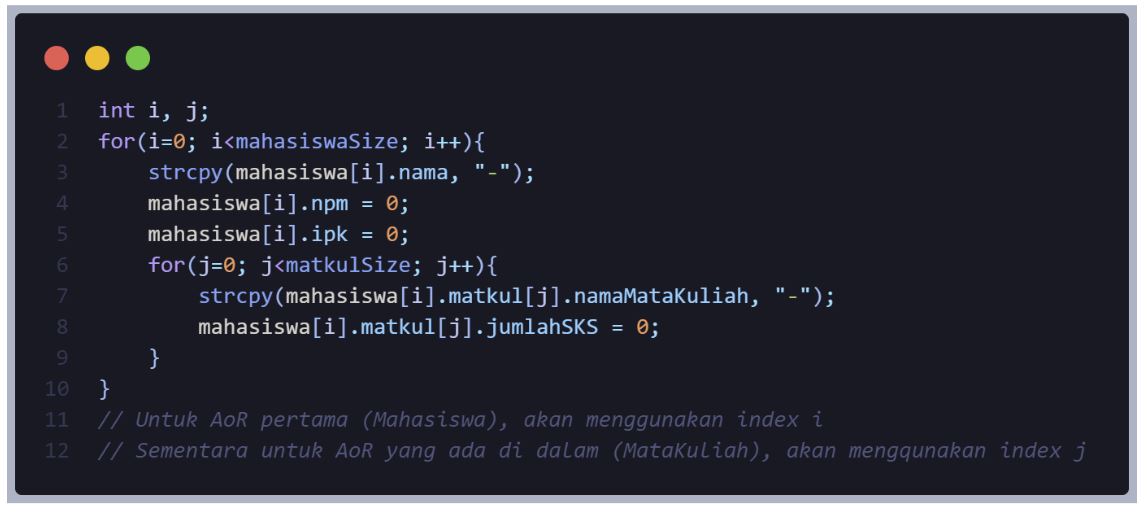 1 int i, j;
2 for(i=0; i<mahasiswaSize; i++){
3     strcpy(mahasiswa[i].nama, "-");
4     mahasiswa[i].npm = 0;
5     mahasiswa[i].ipk = 0;
6     for(j=0; j<matkulSize; j++){
7         strcpy(mahasiswa[i].matkul[j].namaMataKuliah, "-");
8         mahasiswa[i].matkul[j].jumlahSKS = 0;
9     }
10 }
11 // Untuk AoR pertama (Mahasiswa), akan menggunakan index i
12 // Sementara untuk AoR yang ada di dalam (MataKuliah), akan mengqunakan index j